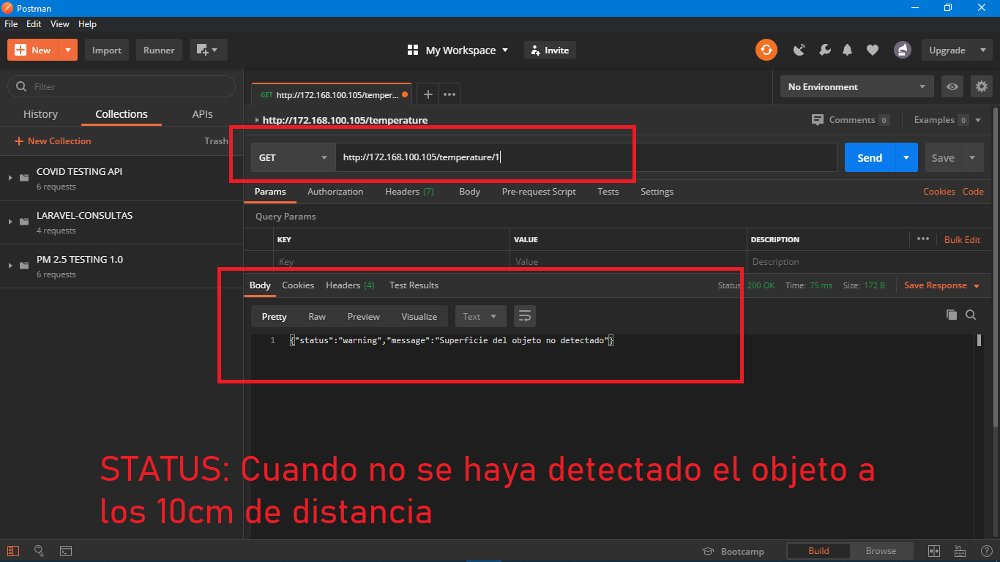 Postman
File Edit View Help
New Import Runner My Workspace Invite Upgrade
Filter
History Collections APIs
New Collection Trash
COVID TESTING API
6 requests
LARAVEL-CONSULTAS
4 requests
PM 2.5 TESTING 1.0
6 requests
GET http://172.168.100.105/temper... No Environment
http://172.168.100.105/temperature Comments 0 Examples 0
GET http://172.168.100.105/temperature/1 Send Save
Params Authorization Headers (7) Body Pre-request Script Tests Settings Cookies Code
Query Params
KEY VALUE DESCRIPTION Bulk Edit
Key Value Description
Body Cookies Headers (4) Test Results Status 200 OK Time: 75 ms Size: 172 B Save Response
Pretty Raw Preview Visualize Text
1 {"status":"warning","message":"Superficie del objeto no detectado"}
STATUS: Cuando no se haya detectado el objeto a
los 10cm de distancia
Bootcamp Build Browse